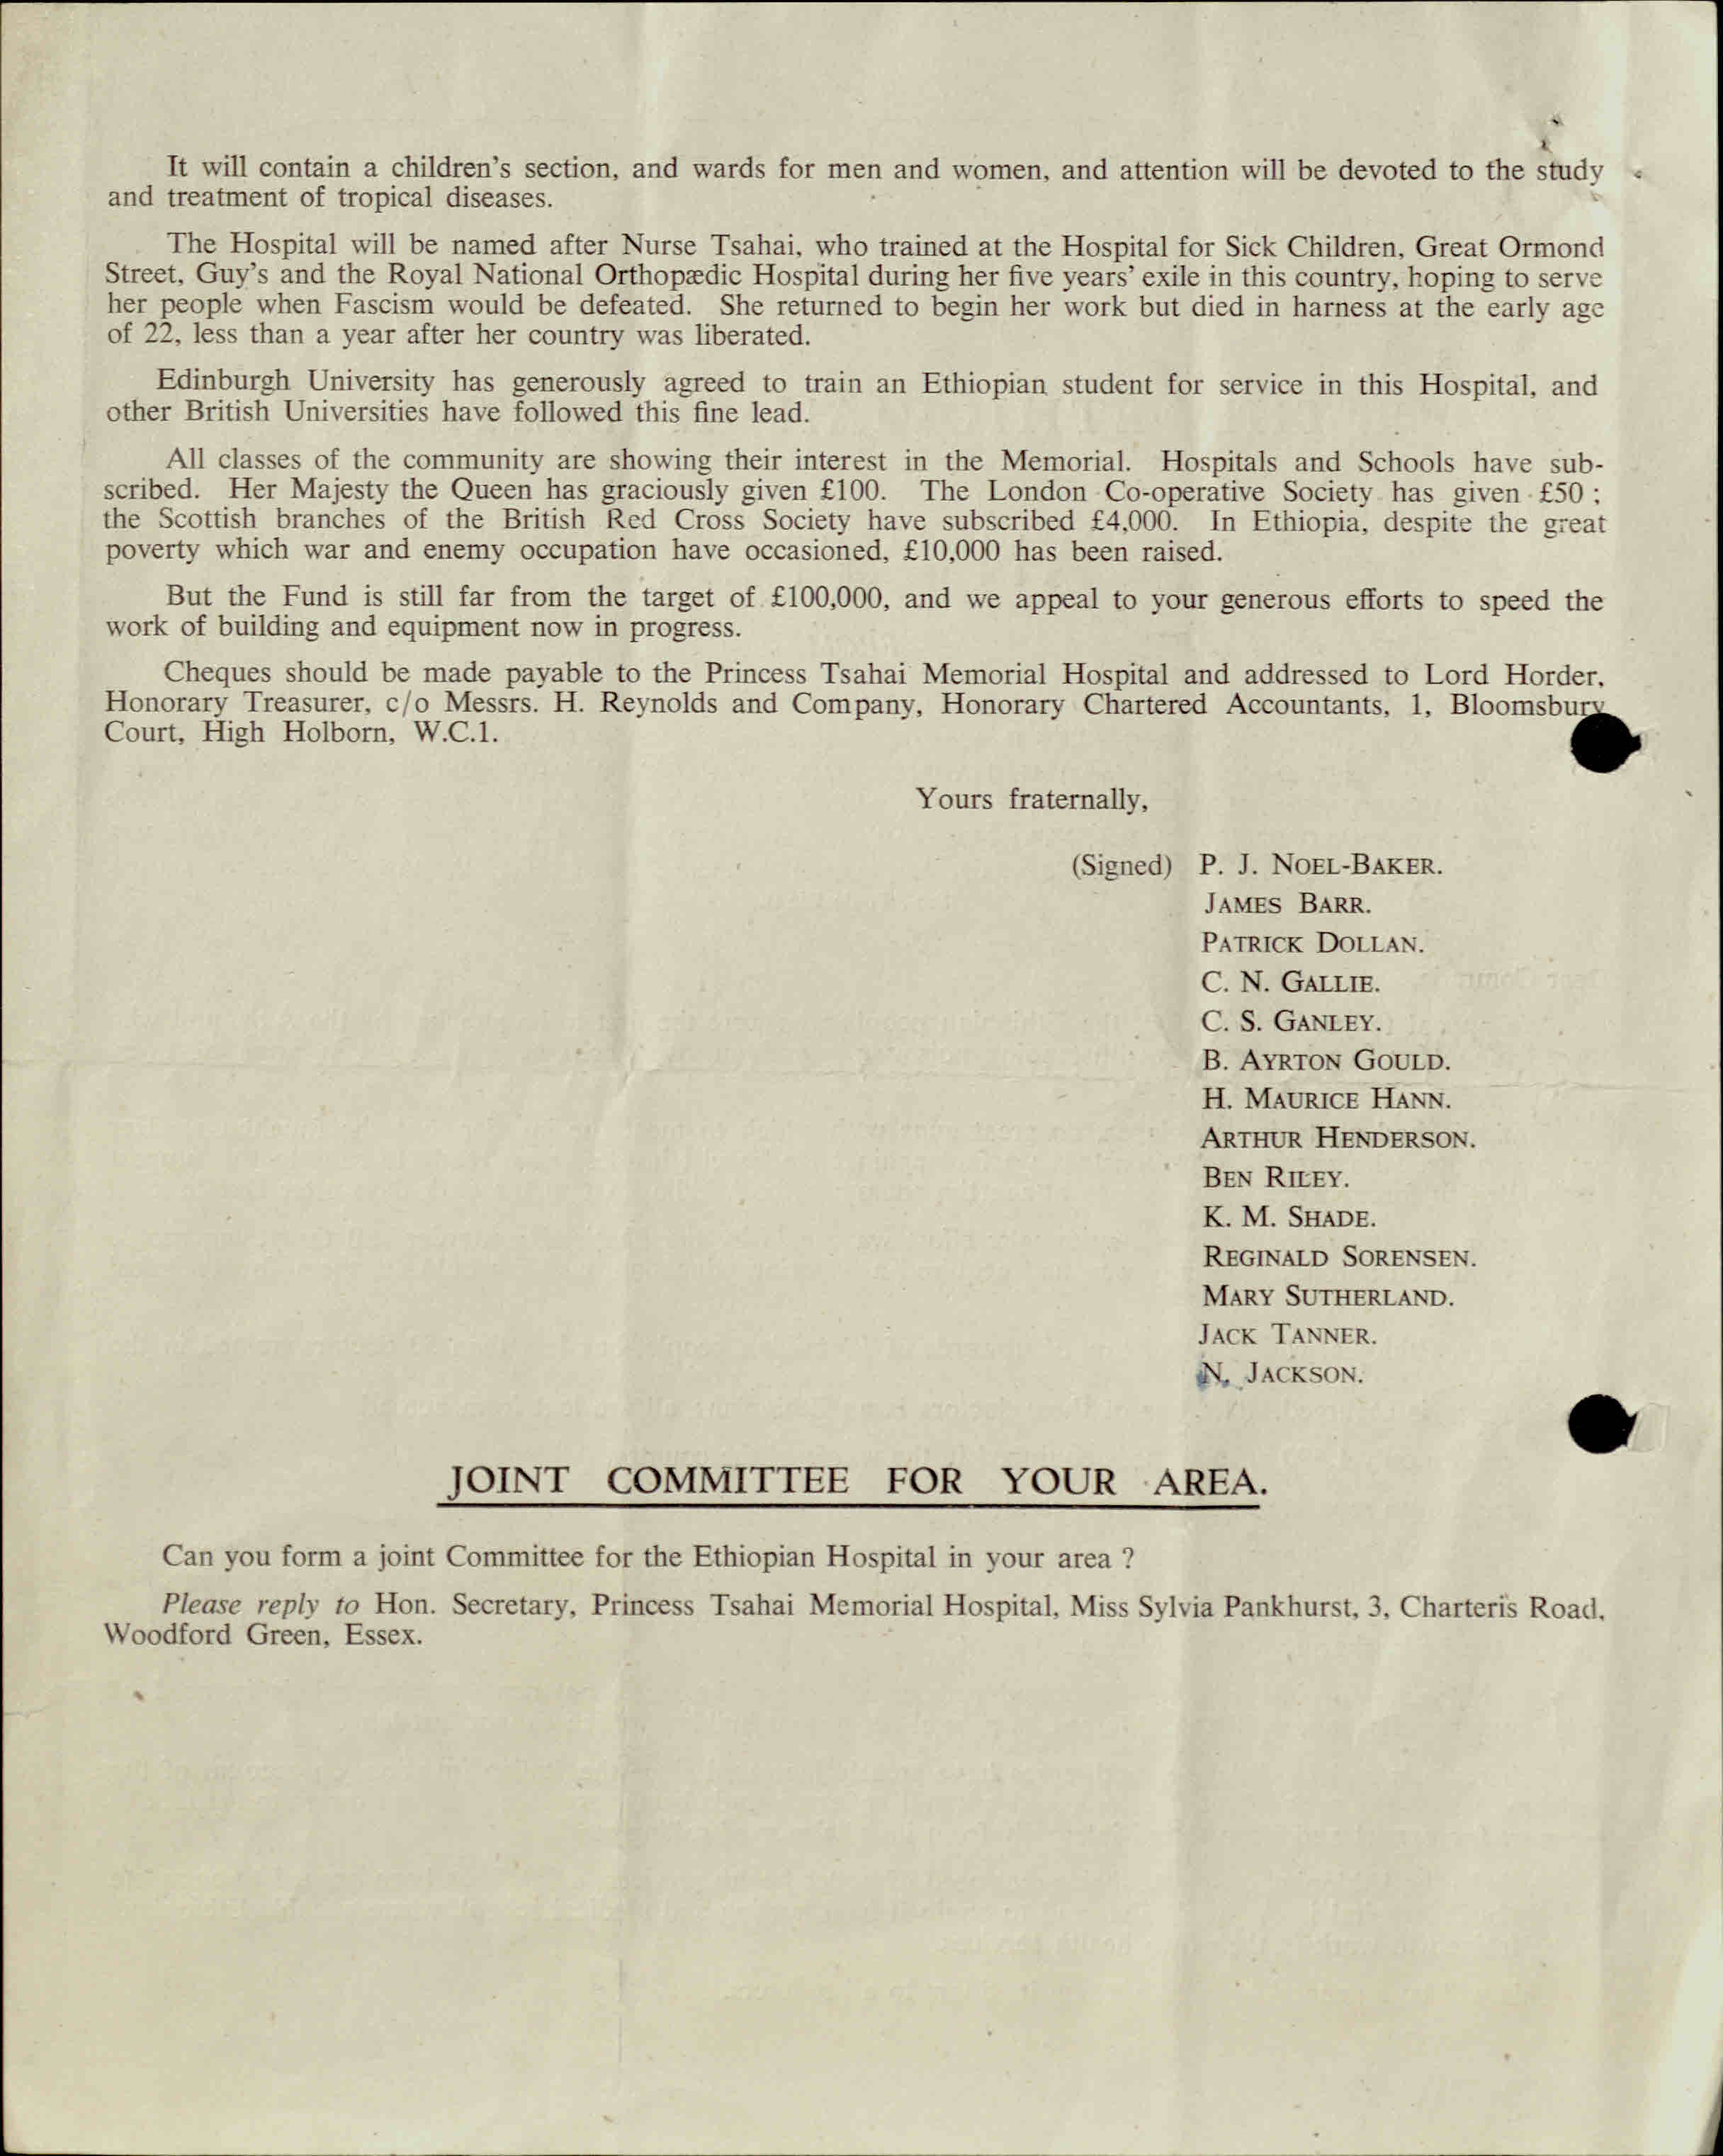 It will contain a children's section, and wards for men and women, and attention will be devoted to the study
and treatment of tropical diseases.
The Hospital will be named after Nurse Tsahai, who trained at the Hospital for Sick Children, Great Ormond
Street, Guy's and the Royal National Orthopædic Hospital during her five years' exile in this country, hoping to serve
her people when Fascism would be defeated. She returned to begin her work but died in harness at the early age
of 22, less than a year after her country was liberated.
Edinburgh University has generously agreed to train an Ethiopian student for service in this Hospital, and
other British Universities have followed this fine lead.
All classes of the community are showing their interest in the Memorial. Hospitals and Schools have sub-
scribed. Her Majesty the Queen has graciously given £100. The London Co-operative Society has given £50 ;
the Scottish branches of the British Red Cross Society have subscribed £4,000. In Ethiopia, despite the great
poverty which war and enemy occupation have occasioned, £10,000 has been raised.
But the Fund is still far from the target of £100,000, and we appeal to your generous efforts to speed the
work of building and equipment now in progress.
Cheques should be made payable to the Princess Tsahai Memorial Hospital and addressed to Lord Horder,
Honorary Treasurer, c/o Messrs. H. Reynolds and Company, Honorary Chartered Accountants, 1, Bloomsbury
Court, High Holborn, W.C.1.
Yours fraternally,
(Signed) P. J. NOEL-BAKER.
JAMES BARR.
PATRICK DOLLAN.
C. N. GALLIE.
C. S. GANLEY.
B. AYRTON GOULD.
H. MAURICE HANN.
ARTHUR HENDERSON.
BEN RILEY.
K. M. SHADE.
REGINALD SORENSEN.
MARY SUTHERLAND.
JACK TANNER.
N. JACKSON.
JOINT COMMITTEE FOR YOUR AREA.
Can you form a joint Committee for the Ethiopian Hospital in your area ?
Please reply to Hon. Secretary, Princess Tsahai Memorial Hospital, Miss Sylvia Pankhurst, 3, Charteris Road,
Woodford Green, Essex.